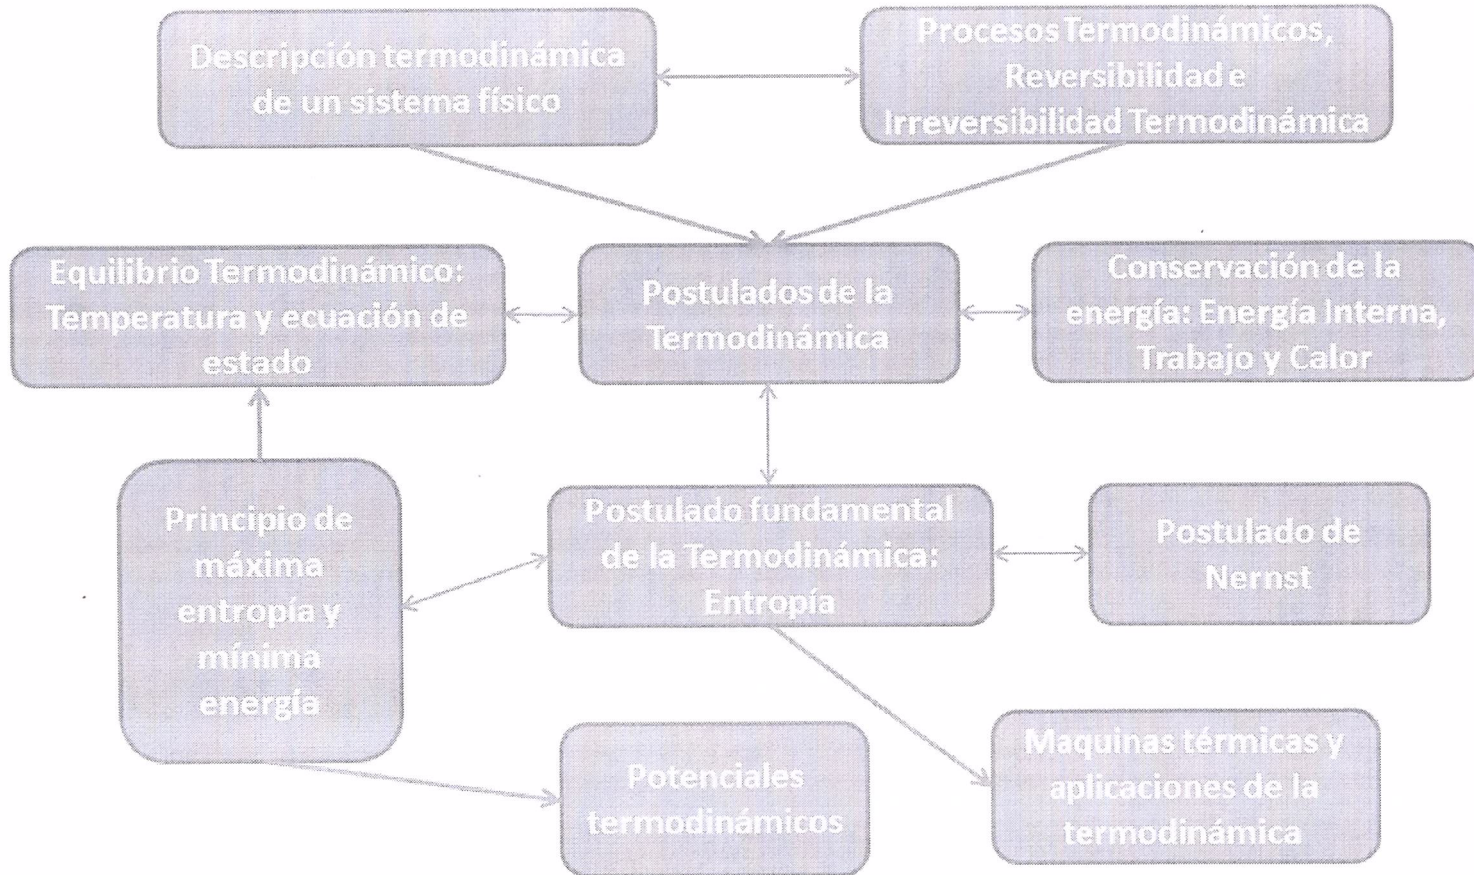 Descripción termodinámica
de un sistema físico
Procesos Termodinámicos,
Reversibilidad e
Irreversibilidad Termodinámica
Equilibrio Termodinámico:
Temperatura y ecuación de
estado
Postulados de la
Termodinámica
Conservación de la
energía: Energía Interna,
Trabajo y Calor
Principio de
máxima
entropía y
mínima
energía
Postulado fundamental
de la Termodinámica:
Entropía
Postulado de
Nernst
Potenciales
termodinámicos
Maquinas térmicas y
aplicaciones de la
termodinámica